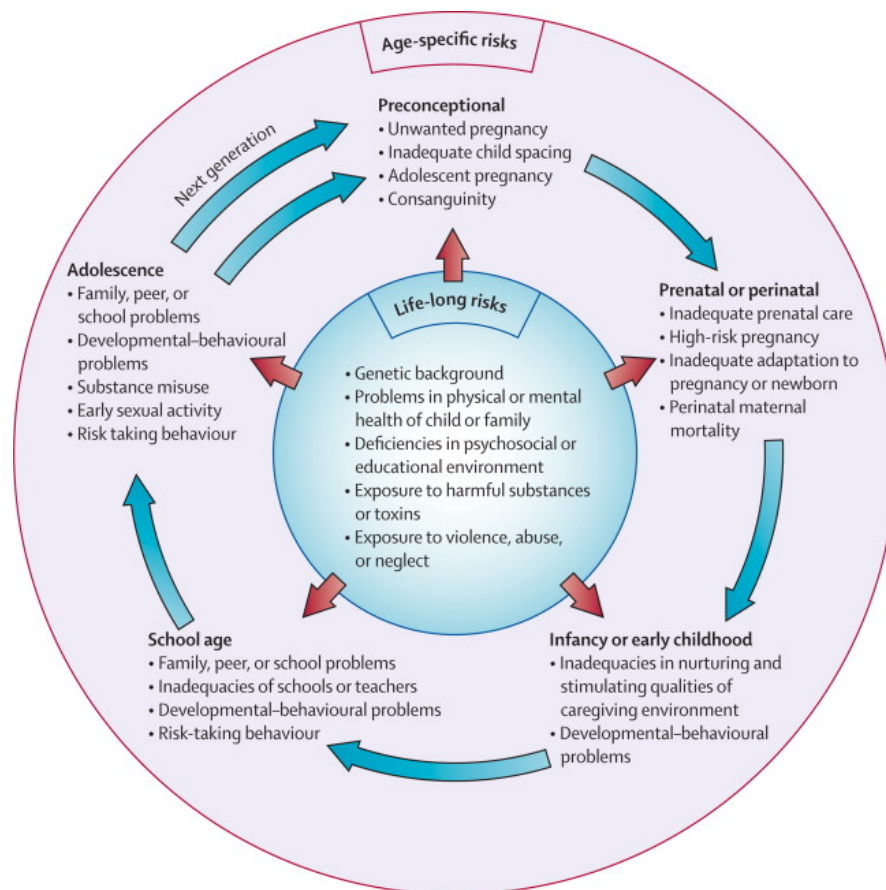 Age-specific risks
Next generation
Preconceptional
• Unwanted pregnancy
• Inadequate child spacing
• Adolescent pregnancy
• Consanguinity
Prenatal or perinatal
• Inadequate prenatal care
• High-risk pregnancy
• Inadequate adaptation to
pregnancy or newborn
• Perinatal maternal
mortality
Infancy or early childhood
• Inadequacies in nurturing and
stimulating qualities of
caregiving environment
• Developmental–behavioural
problems
School age
• Family, peer, or school problems
• Inadequacies of schools or teachers
• Developmental–behavioural problems
• Risk-taking behaviour
Adolescence
• Family, peer, or
school problems
• Developmental–behavioural
problems
• Substance misuse
• Early sexual activity
• Risk taking behaviour
Life-long risks
• Genetic background
• Problems in physical or mental
health of child or family
• Deficiencies in psychosocial or
educational environment
• Exposure to harmful substances
or toxins
• Exposure to violence, abuse,
or neglect